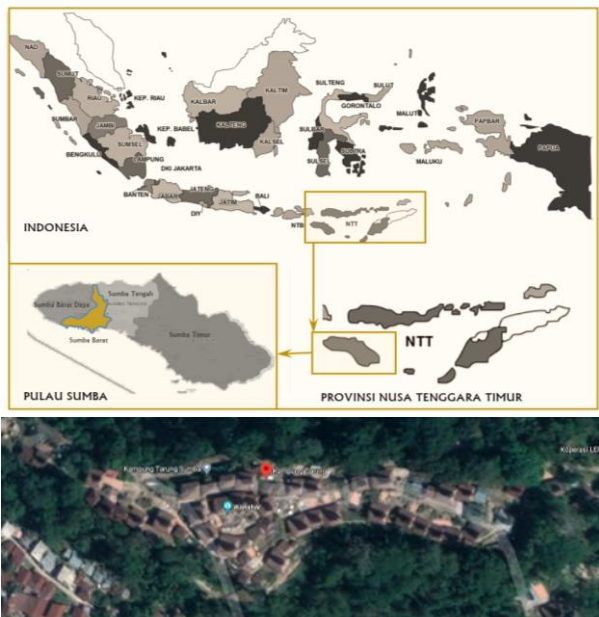 NAD
SUMUT
RIAU
KEP. RIAU
SUMBAR
JAMBI
KEP. BABEL
SUMSEL
BENGKULU
LAMPUNG
DKI JAKARTA
BANTEN
JABAR
JATENG
DIY
JATIM
BALI
NTB
NTT
KALBAR
KALTENG
KALTIM
KALSEL
SULTENG
SULUT
GORONTALO
SULBAR
SULSEL
SULTRA
MALUT
MALUKU
PAPBAR
PAPUA
INDONESIA
Sumba Barat Daya
Sumba Tengah
Sumba Timur
Sumba Barat
PULAU SUMBA
NTT
PROVINSI NUSA TENGGARA TIMUR
Kampung Tarung Sumba
Koperasi